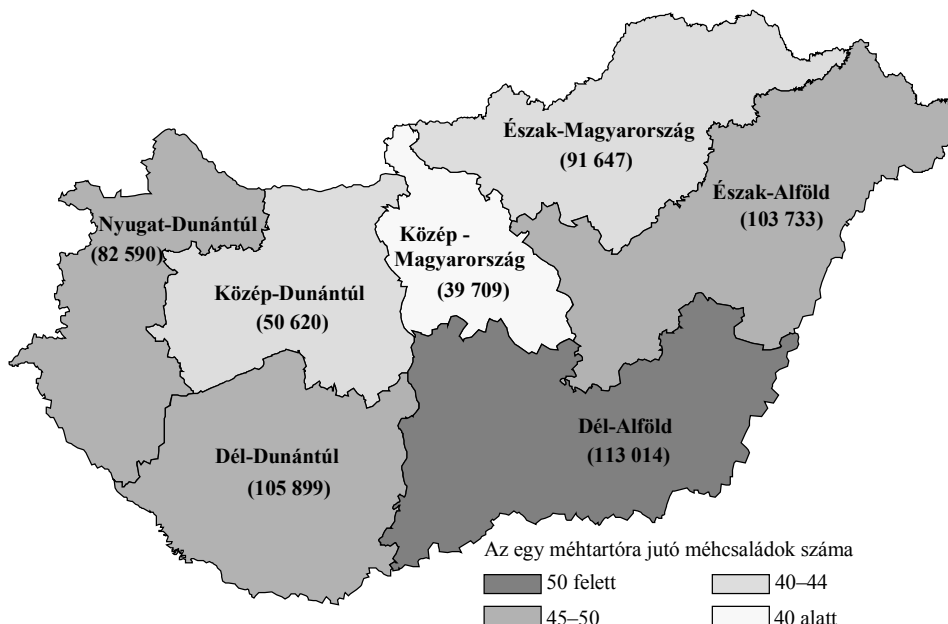 Észak-Magyarország
(91 647)
Észak-Alföld
(103 733)
Nyugat-Dunántúl
(82 590)
Közép -
Magyarország
(39 709)
Közép-Dunántúl
(50 620)
Dél-Alföld
(113 014)
Dél-Dunántúl
(105 899)
Az egy méhtartóra jutó méhcsaládok száma
50 felett
40–44
45–50
40 alatt